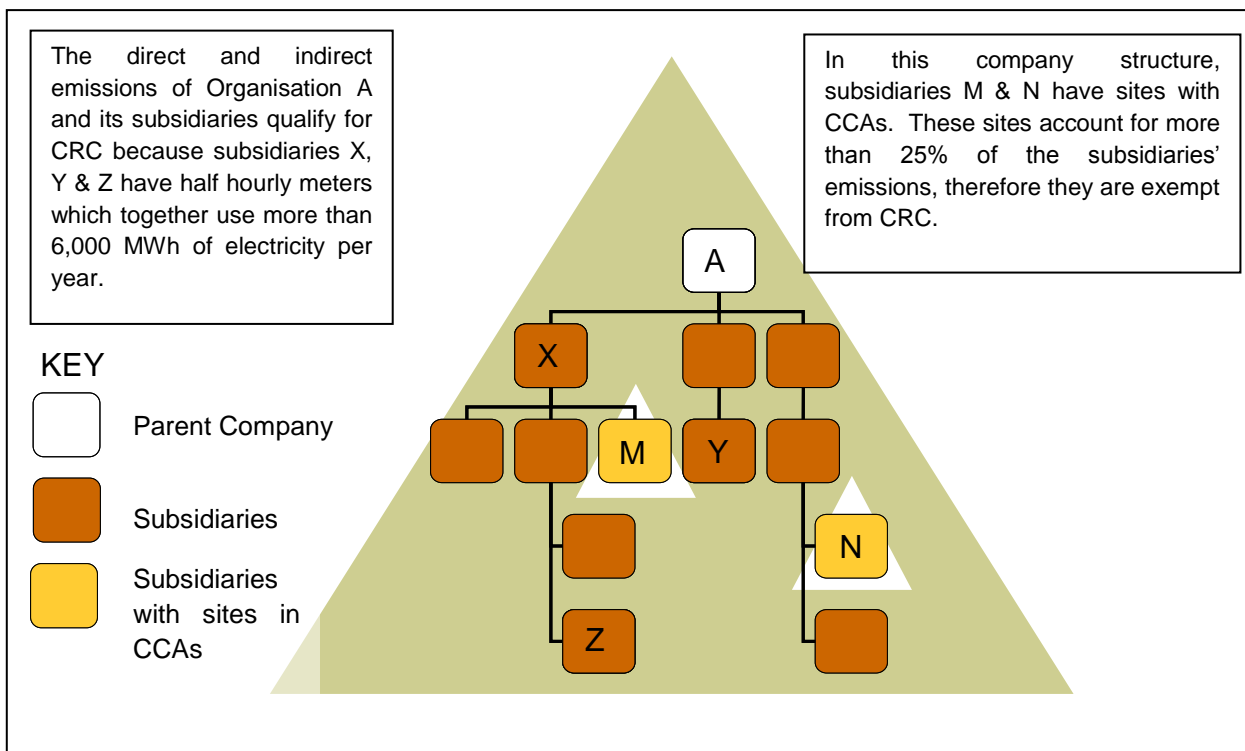 The direct and indirect
emissions of Organisation A
and its subsidiaries qualify for
CRC because subsidiaries X,
Y & Z have half hourly meters
which together use more than
6,000 MWh of electricity per
year.
In this company structure,
subsidiaries M & N have sites with
CCAs. These sites account for more
than 25% of the subsidiaries’
emissions, therefore they are exempt
from CRC.
A
X
M
Y
N
Z
KEY
Parent Company
Subsidiaries
Subsidiaries
with sites in
CCAs